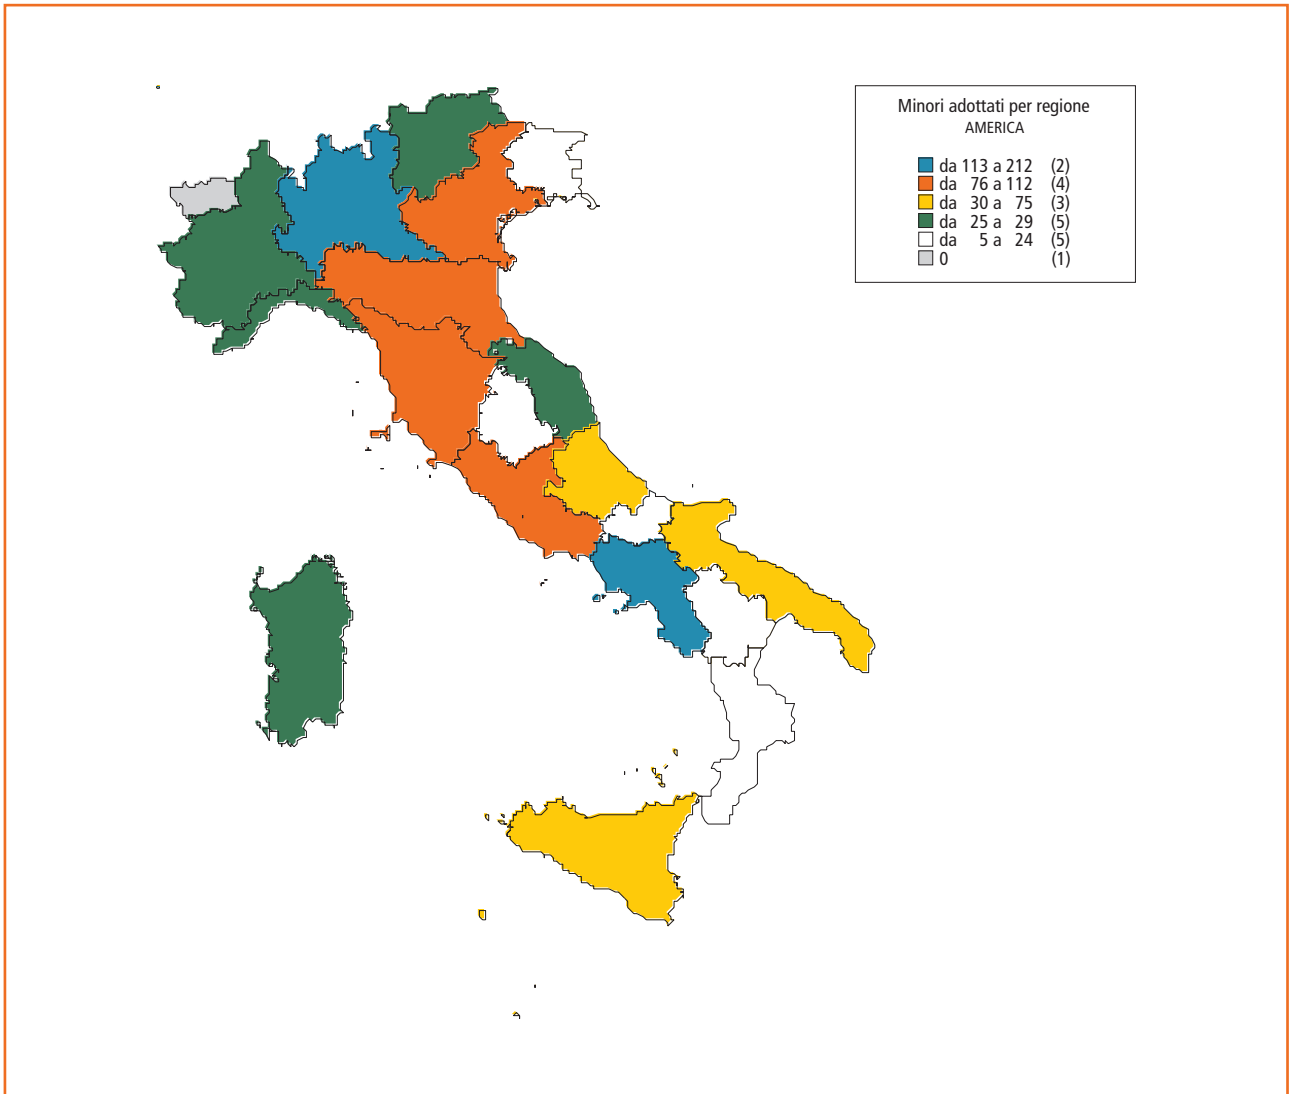 Minori adottati per regione
AMERICA
da 113 a 212 (2)
da 76 a 112 (4)
da 30 a 75 (3)
da 25 a 29 (5)
da 5 a 24 (5)
0 (1)